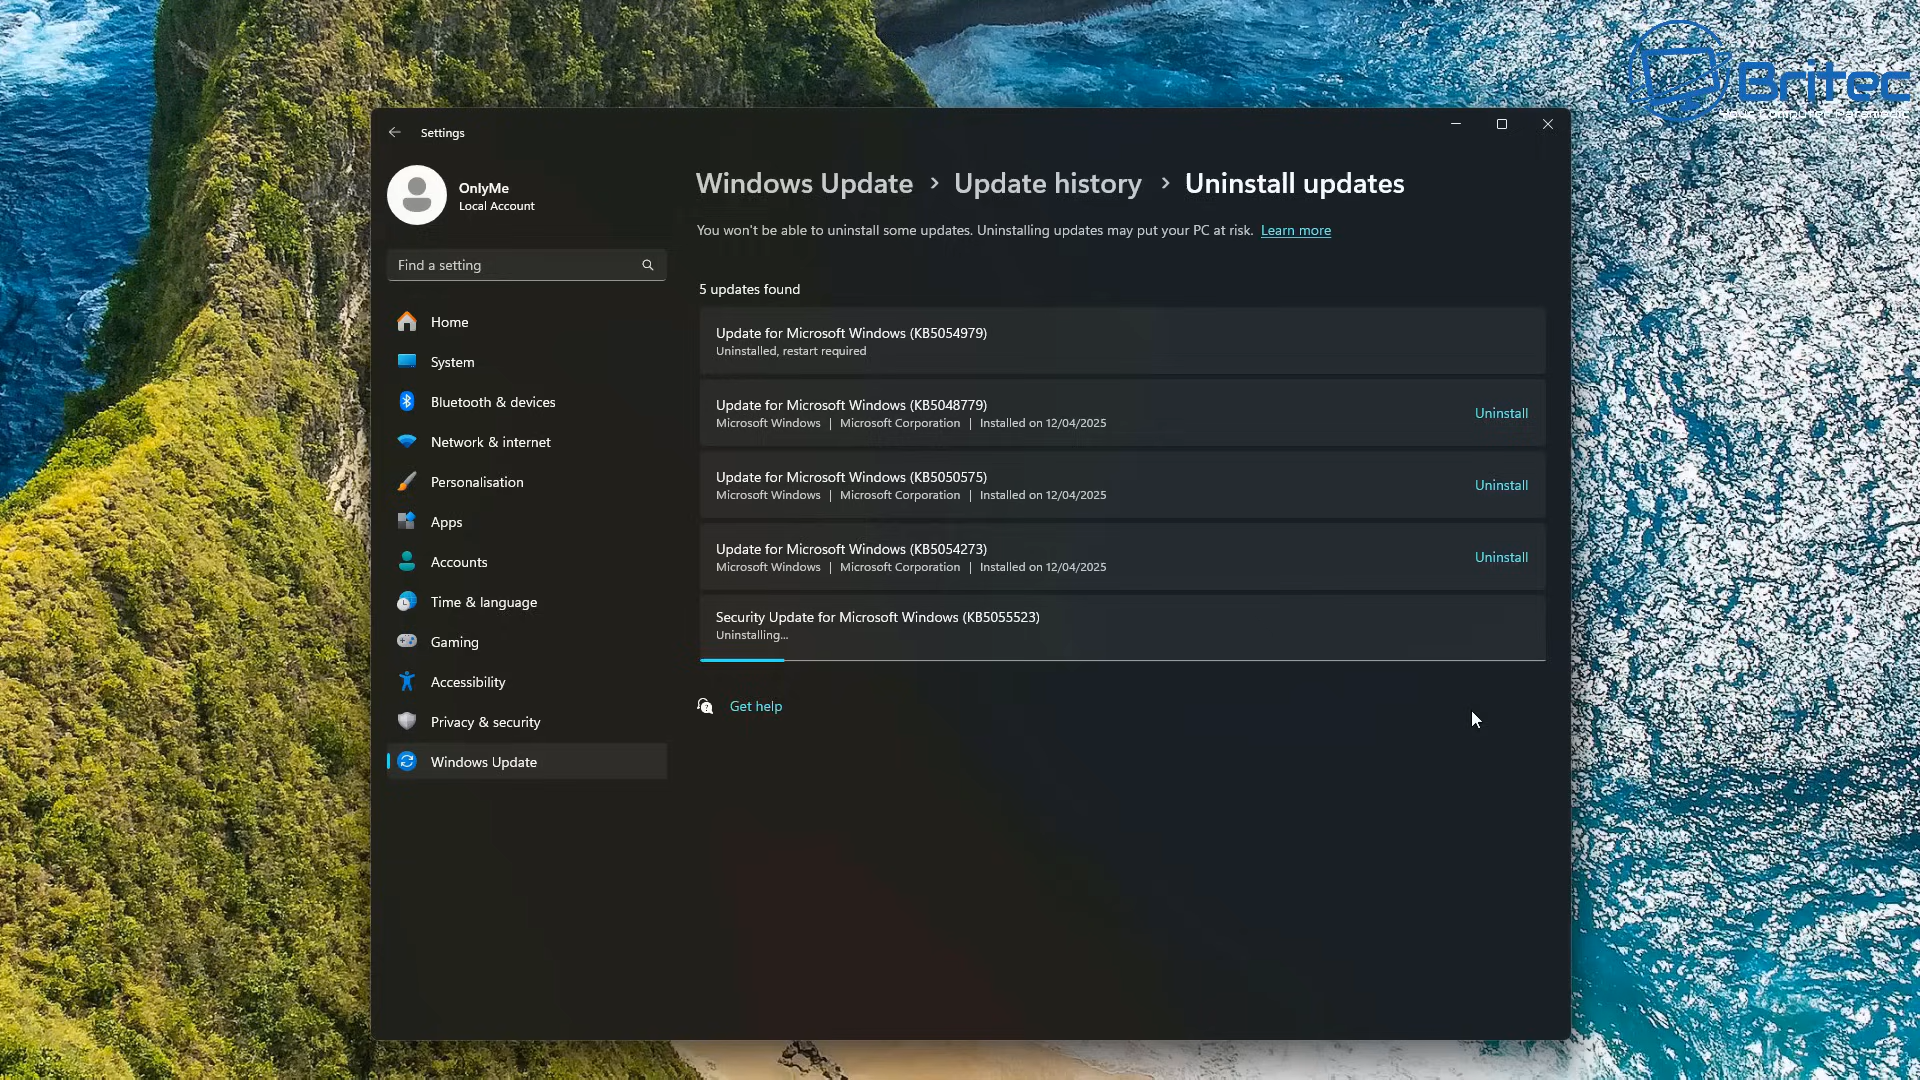 Britec
Your Computer Paramedic
Settings
OnlyMe
Local Account
Find a setting
Home
System
Bluetooth & devices
Network & internet
Personalisation
Apps
Accounts
Time & language
Gaming
Accessibility
Privacy & security
Windows Update
Windows Update > Update history > Uninstall updates
You won't be able to uninstall some updates. Uninstalling updates may put your PC at risk. Learn more
5 updates found
Update for Microsoft Windows (KB5054979)
Uninstalled, restart required
Update for Microsoft Windows (KB5048779)
Microsoft Windows | Microsoft Corporation | Installed on 12/04/2025
Uninstall
Update for Microsoft Windows (KB5050575)
Microsoft Windows | Microsoft Corporation | Installed on 12/04/2025
Uninstall
Update for Microsoft Windows (KB5054273)
Microsoft Windows | Microsoft Corporation | Installed on 12/04/2025
Uninstall
Security Update for Microsoft Windows (KB5055523)
Uninstalling...
Get help